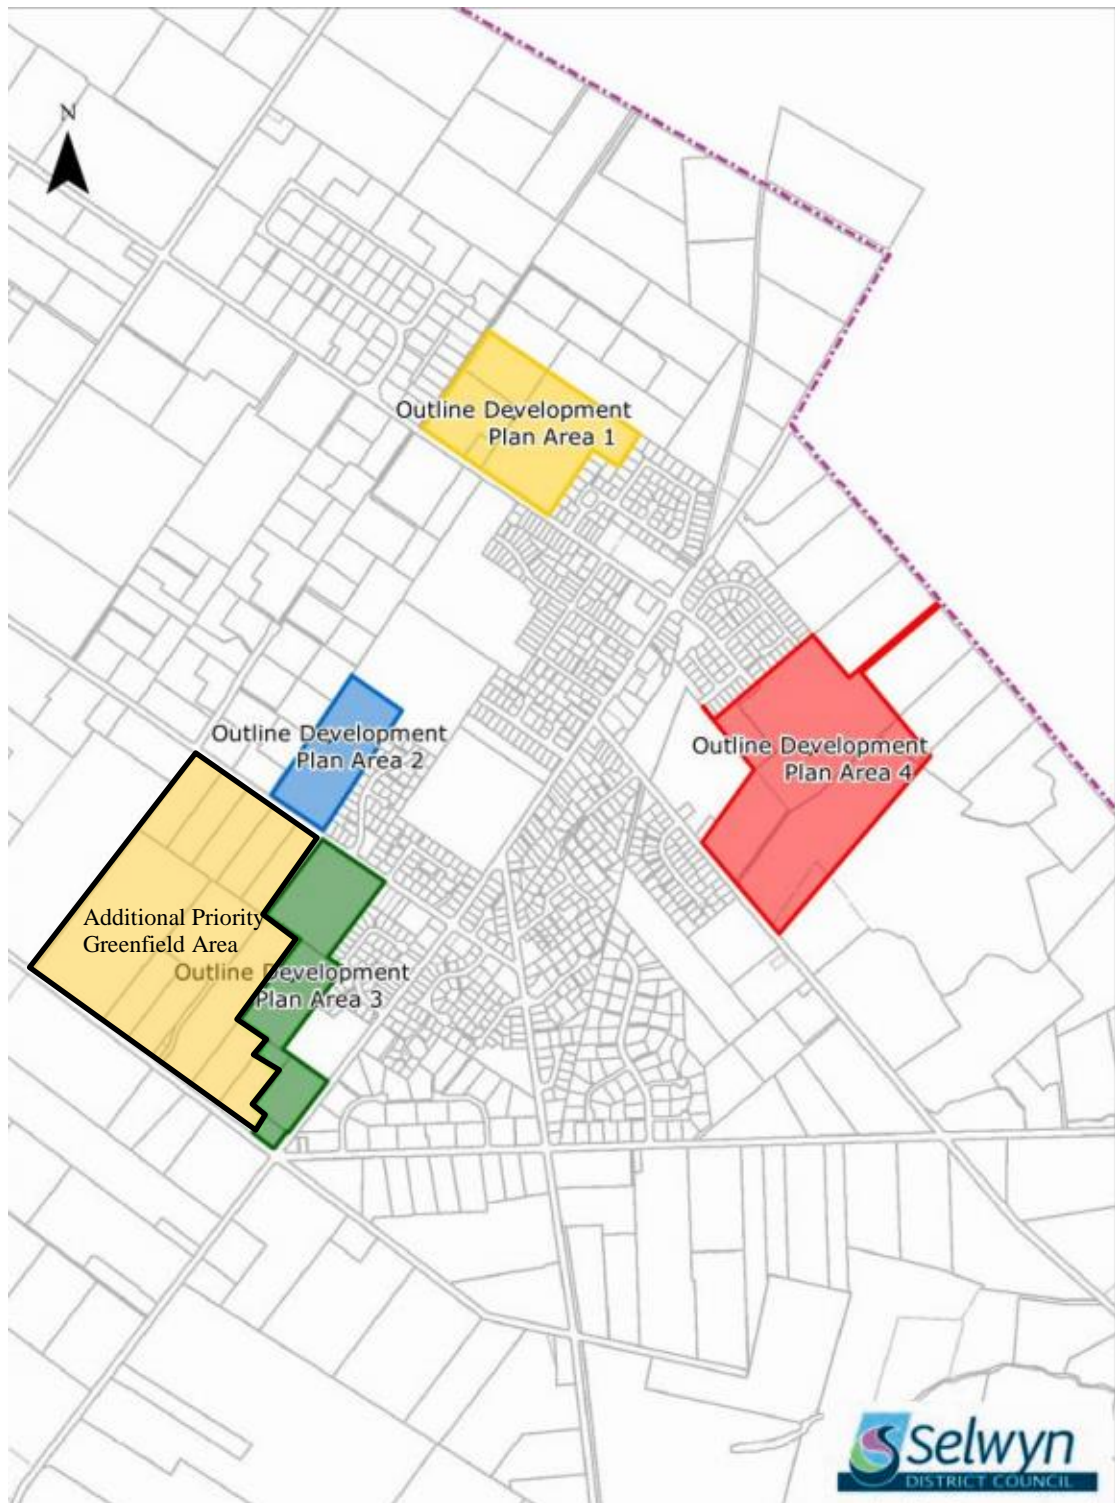 N
Outline Development
Plan Area 1
Outline Development
Plan Area 2
Outline Development
Plan Area 4
Additional Priority
Greenfield Area
Outline Development
Plan Area 3
Selwyn
DISTRICT COUNCIL